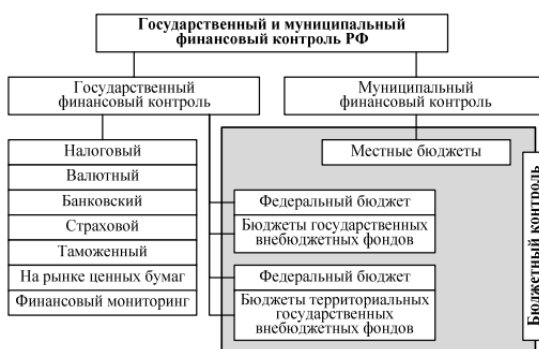 Государственный и муниципальный
финансовый контроль РФ
Государственный
финансовый контроль
Муниципальный
финансовый контроль
Налоговый
Валютный
Банковский
Страховой
Таможенный
На рынке ценных бумаг
Финансовый мониторинг
Местные бюджеты
Федеральный бюджет
Бюджеты государственных
внебюджетных фондов
Федеральный бюджет
Бюджеты территориальных
государственных
внебюджетных фондов
Бюджетный контроль